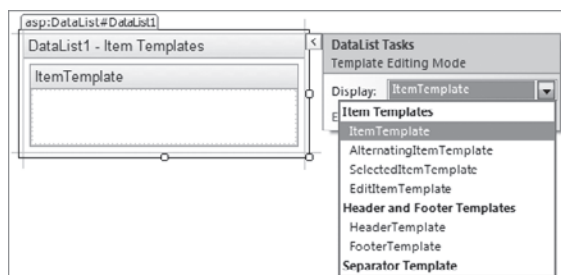 asp:DataList#DataList1
DataList1 - Item Templates
ItemTemplate
DataList Tasks
Template Editing Mode
Display: ItemTemplate
E
Item Templates
ItemTemplate
AlternatingItemTemplate
SelectedItemTemplate
EditItemTemplate
Header and Footer Templates
HeaderTemplate
FooterTemplate
Separator Template